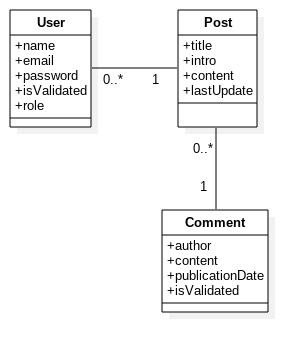 User
+name
+email
+password
+isValidated
+role
0..*
1
Post
+title
+intro
+content
+lastUpdate
0..*
1
Comment
+author
+content
+publicationDate
+isValidated